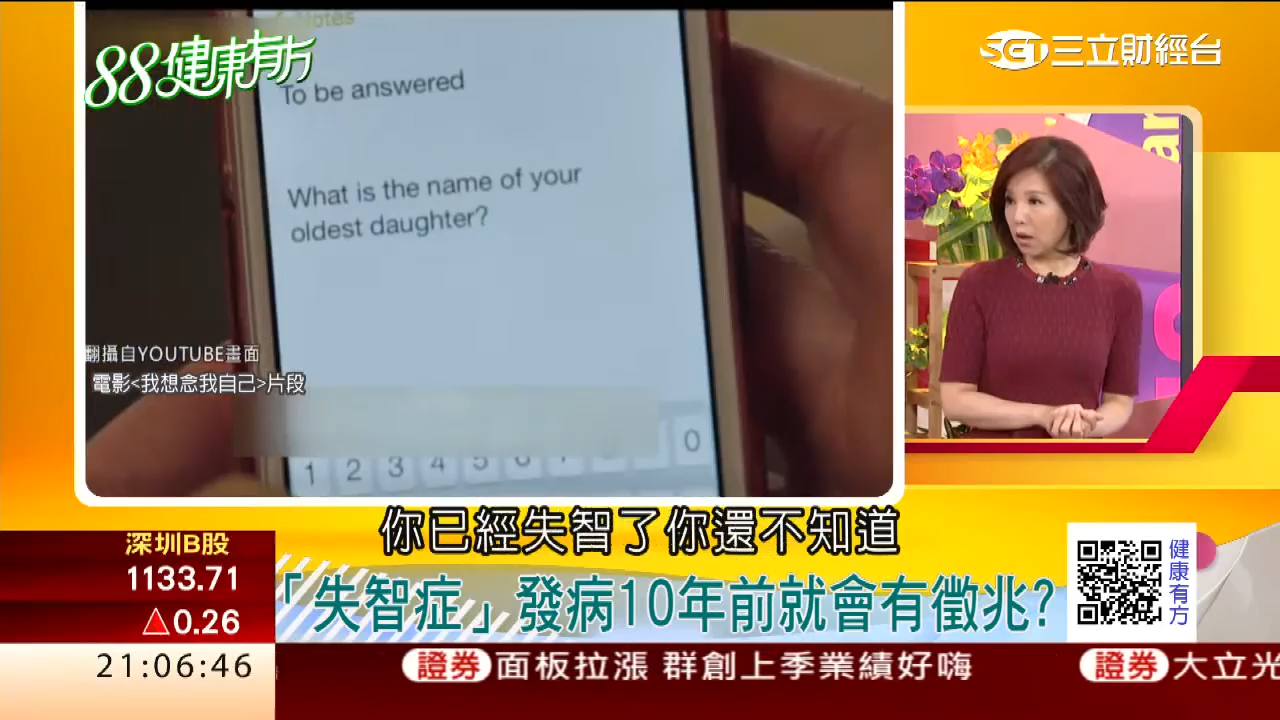 88健康有方
SET三立財經台
Notes
To be answered
What is the name of your
oldest daughter?
翻攝自YOUTUBE畫面
電影<我想念我自己>片段
1 2 3 4 5 0
你已經失智了你還不知道
「失智症」發病10年前就會有徵兆?
健康有方
深圳B股
1133.71
△0.26
21:06:46
證券 面板拉漲 群創上季業績好嗨
證券 大立光